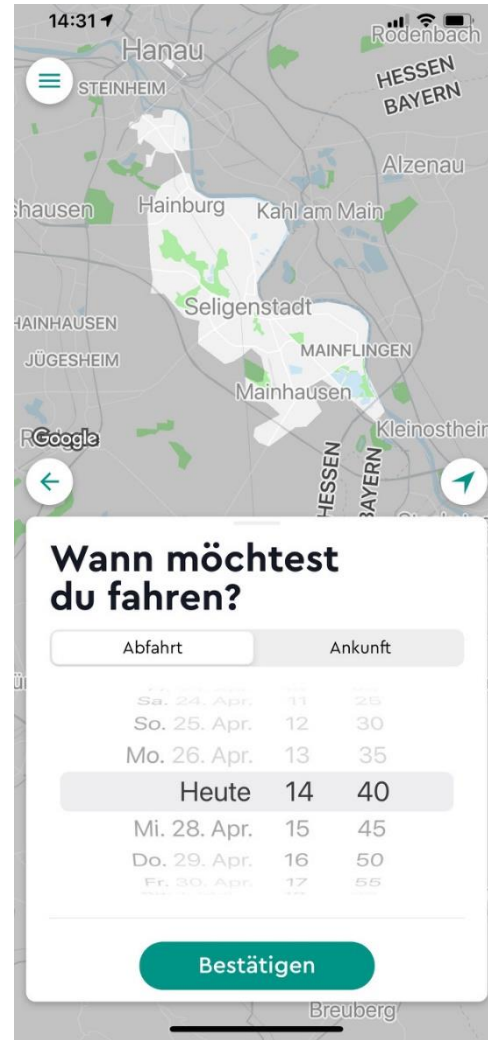 14:31
Rodenbach
Hanau
HESSEN
STEINHEIM
BAYERN
Alzenau
shausen
Hainburg
Kahl am Main
Seligenstadt
HAINHAUSEN
MAINFLINGEN
JÜGESHEIM
Mainhausen
Kleinosthein
Google
HESSEN
BAYERN
Wann möchtest
du fahren?
Abfahrt Ankunft
Sa. 24. Apr. 11 25
So. 25. Apr. 12 30
Mo. 26. Apr. 13 35
Heute 14 40
Mi. 28. Apr. 15 45
Do. 29. Apr. 16 50
Fr. 30. Apr. 17 55
Bestätigen
Breuberg